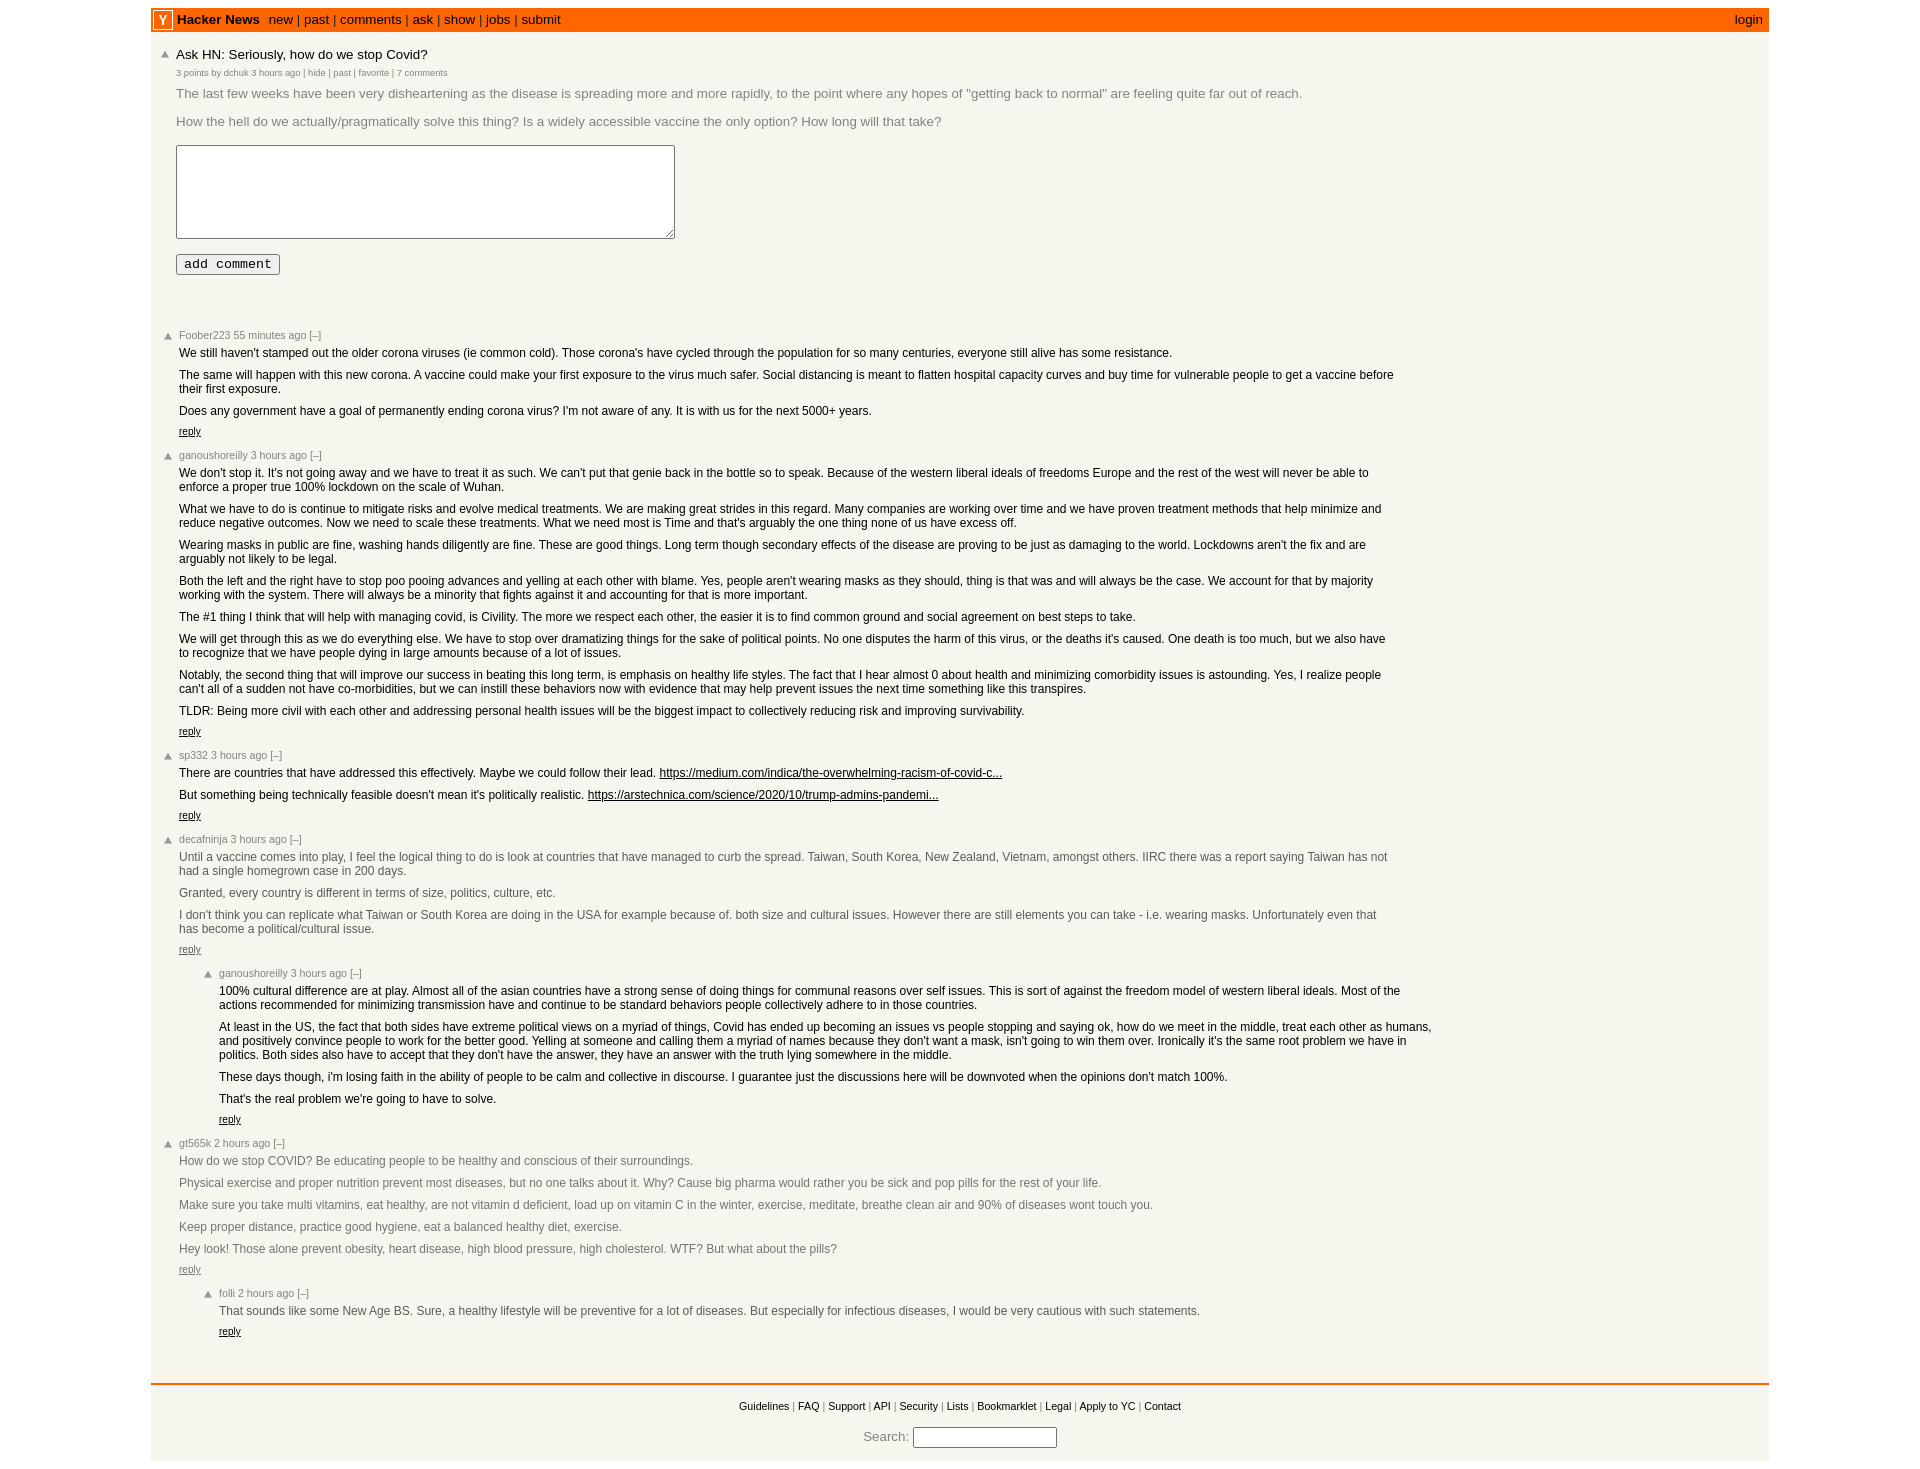 Y Hacker News new | past | comments | ask | show | jobs | submit login
Ask HN: Seriously, how do we stop Covid?
3 points by dchuk 3 hours ago | hide | past | favorite | 7 comments
The last few weeks have been very disheartening as the disease is spreading more and more rapidly, to the point where any hopes of "getting back to normal" are feeling quite far out of reach.
How the hell do we actually/pragmatically solve this thing? Is a widely accessible vaccine the only option? How long will that take?
add comment
Foober223 55 minutes ago [–]
We still haven't stamped out the older corona viruses (ie common cold). Those corona's have cycled through the population for so many centuries, everyone still alive has some resistance.
The same will happen with this new corona. A vaccine could make your first exposure to the virus much safer. Social distancing is meant to flatten hospital capacity curves and buy time for vulnerable people to get a vaccine before
their first exposure.
Does any government have a goal of permanently ending corona virus? I'm not aware of any. It is with us for the next 5000+ years.
reply
ganoushoreilly 3 hours ago [–]
We don't stop it. It's not going away and we have to treat it as such. We can't put that genie back in the bottle so to speak. Because of the western liberal ideals of freedoms Europe and the rest of the west will never be able to
enforce a proper true 100% lockdown on the scale of Wuhan.
What we have to do is continue to mitigate risks and evolve medical treatments. We are making great strides in this regard. Many companies are working over time and we have proven treatment methods that help minimize and
reduce negative outcomes. Now we need to scale these treatments. What we need most is Time and that's arguably the one thing none of us have excess off.
Wearing masks in public are fine, washing hands diligently are fine. These are good things. Long term though secondary effects of the disease are proving to be just as damaging to the world. Lockdowns aren't the fix and are
arguably not likely to be legal.
Both the left and the right have to stop poo pooing advances and yelling at each other with blame. Yes, people aren't wearing masks as they should, thing is that was and will always be the case. We account for that by majority
working with the system. There will always be a minority that fights against it and accounting for that is more important.
The #1 thing I think that will help with managing covid, is Civility. The more we respect each other, the easier it is to find common ground and social agreement on best steps to take.
We will get through this as we do everything else. We have to stop over dramatizing things for the sake of political points. No one disputes the harm of this virus, or the deaths it's caused. One death is too much, but we also have
to recognize that we have people dying in large amounts because of a lot of issues.
Notably, the second thing that will improve our success in beating this long term, is emphasis on healthy life styles. The fact that I hear almost 0 about health and minimizing comorbidity issues is astounding. Yes, I realize people
can't all of a sudden not have co-morbidities, but we can instill these behaviors now with evidence that may help prevent issues the next time something like this transpires.
TLDR: Being more civil with each other and addressing personal health issues will be the biggest impact to collectively reducing risk and improving survivability.
reply
sp332 3 hours ago [–]
There are countries that have addressed this effectively. Maybe we could follow their lead. https://medium.com/indica/the-overwhelming-racism-of-covid-c...
But something being technically feasible doesn't mean it's politically realistic. https://arstechnica.com/science/2020/10/trump-admins-pandemi...
reply
decafninja 3 hours ago [–]
Until a vaccine comes into play, I feel the logical thing to do is look at countries that have managed to curb the spread. Taiwan, South Korea, New Zealand, Vietnam, amongst others. IIRC there was a report saying Taiwan has not
had a single homegrown case in 200 days.
Granted, every country is different in terms of size, politics, culture, etc.
I don't think you can replicate what Taiwan or South Korea are doing in the USA for example because of. both size and cultural issues. However there are still elements you can take - i.e. wearing masks. Unfortunately even that
has become a political/cultural issue.
reply
ganoushoreilly 3 hours ago [–]
100% cultural difference are at play. Almost all of the asian countries have a strong sense of doing things for communal reasons over self issues. This is sort of against the freedom model of western liberal ideals. Most of the
actions recommended for minimizing transmission have and continue to be standard behaviors people collectively adhere to in those countries.
At least in the US, the fact that both sides have extreme political views on a myriad of things, Covid has ended up becoming an issues vs people stopping and saying ok, how do we meet in the middle, treat each other as humans,
and positively convince people to work for the better good. Yelling at someone and calling them a myriad of names because they don't want a mask, isn't going to win them over. Ironically it's the same root problem we have in
politics. Both sides also have to accept that they don't have the answer, they have an answer with the truth lying somewhere in the middle.
These days though, i'm losing faith in the ability of people to be calm and collective in discourse. I guarantee just the discussions here will be downvoted when the opinions don't match 100%.
That's the real problem we're going to have to solve.
reply
gt565k 2 hours ago [–]
How do we stop COVID? Be educating people to be healthy and conscious of their surroundings.
Physical exercise and proper nutrition prevent most diseases, but no one talks about it. Why? Cause big pharma would rather you be sick and pop pills for the rest of your life.
Make sure you take multi vitamins, eat healthy, are not vitamin d deficient, load up on vitamin C in the winter, exercise, meditate, breathe clean air and 90% of diseases wont touch you.
Keep proper distance, practice good hygiene, eat a balanced healthy diet, exercise.
Hey look! Those alone prevent obesity, heart disease, high blood pressure, high cholesterol. WTF? But what about the pills?
reply
folli 2 hours ago [–]
That sounds like some New Age BS. Sure, a healthy lifestyle will be preventive for a lot of diseases. But especially for infectious diseases, I would be very cautious with such statements.
reply
Guidelines | FAQ | Support | API | Security | Lists | Bookmarklet | Legal | Apply to YC | Contact
Search: